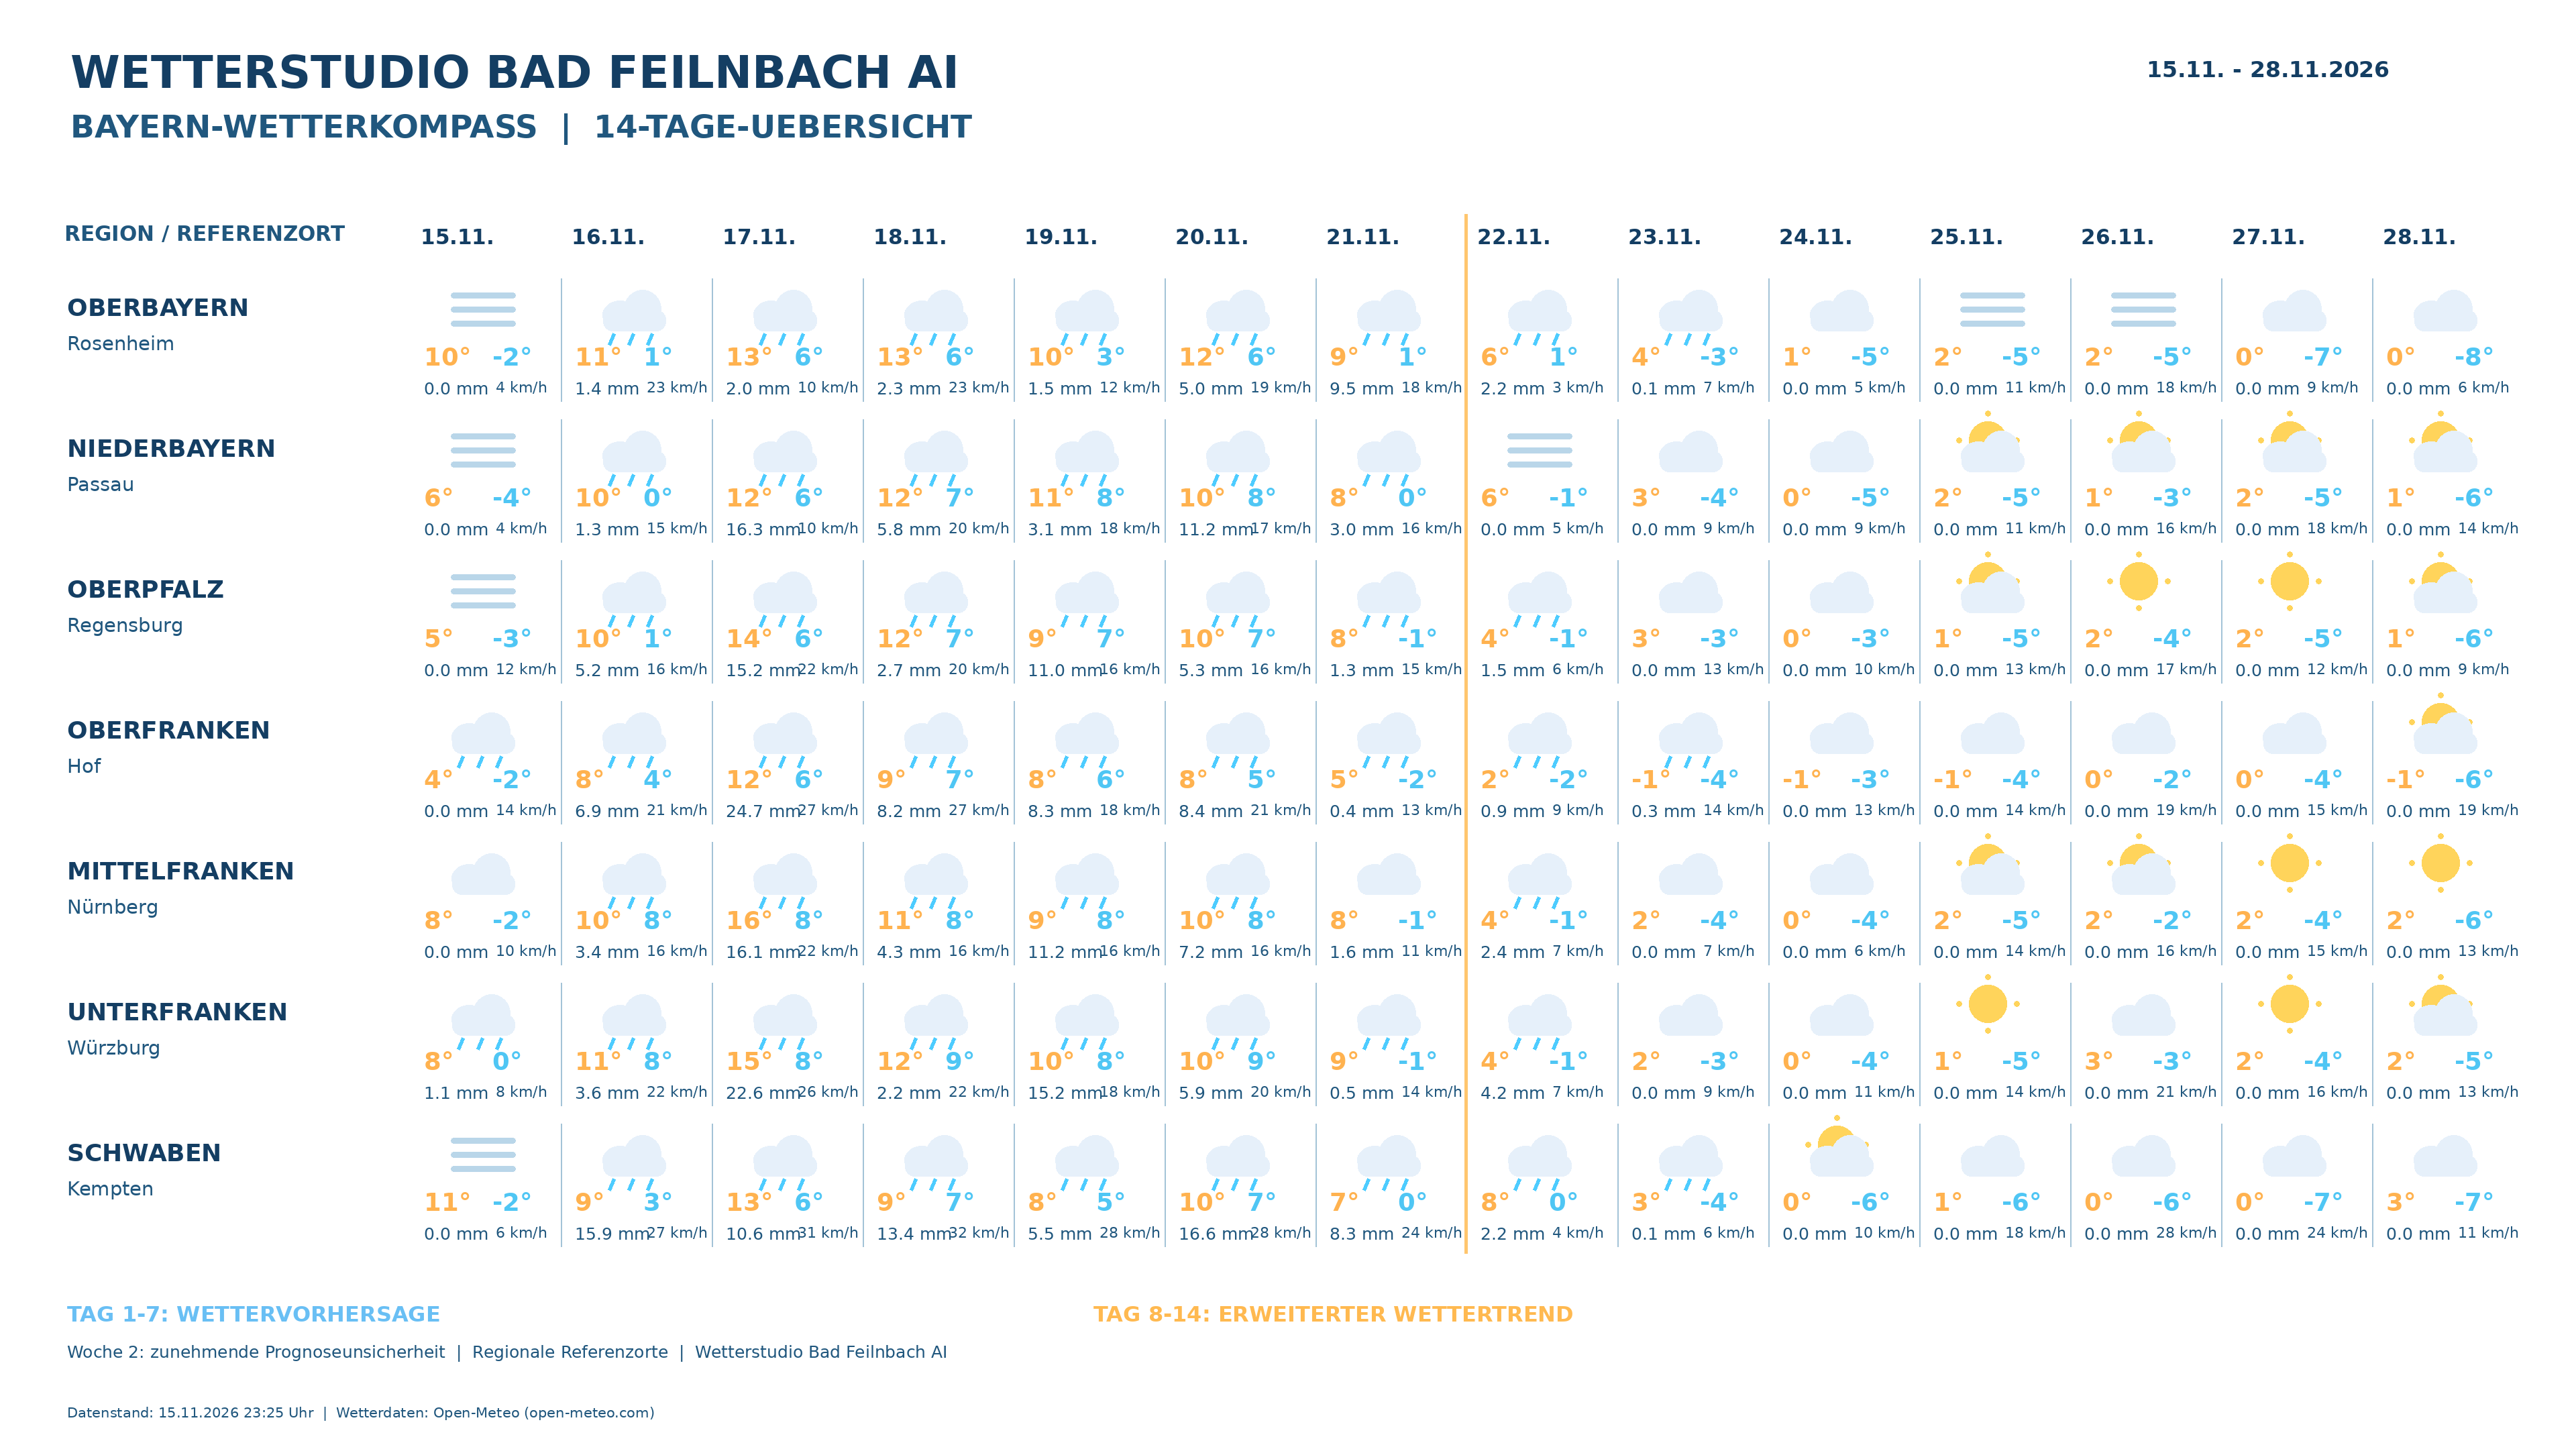 WETTERSTUDIO BAD FEILNBACH AI
15.11. - 28.11.2026
BAYERN-WETTERKOMPASS | 14-TAGE-UEBERSICHT
REGION / REFERENZORT 15.11. 16.11. 17.11. 18.11. 19.11. 20.11. 21.11. 22.11. 23.11. 24.11. 25.11. 26.11. 27.11. 28.11.
OBERBAYERN
Rosenheim
10° -2° 11° 1° 13° 6° 13° 6° 10° 3° 12° 6° 9° 1° 6° 1° 4° -3° 1° -5° 2° -5° 2° -5° 0° -7° 0° -8°
0.0 mm 4 km/h 1.4 mm 23 km/h 2.0 mm 10 km/h 2.3 mm 23 km/h 1.5 mm 12 km/h 5.0 mm 19 km/h 9.5 mm 18 km/h 2.2 mm 3 km/h 0.1 mm 7 km/h 0.0 mm 5 km/h 0.0 mm 11 km/h 0.0 mm 18 km/h 0.0 mm 9 km/h 0.0 mm 6 km/h
NIEDERBAYERN
Passau
6° -4° 10° 0° 12° 6° 12° 7° 11° 8° 10° 8° 8° 0° 6° -1° 3° -4° 0° -5° 2° -5° 1° -3° 2° -5° 1° -6°
0.0 mm 4 km/h 1.3 mm 15 km/h 16.3 mm 10 km/h 5.8 mm 20 km/h 3.1 mm 18 km/h 11.2 mm 17 km/h 3.0 mm 16 km/h 0.0 mm 5 km/h 0.0 mm 9 km/h 0.0 mm 9 km/h 0.0 mm 11 km/h 0.0 mm 16 km/h 0.0 mm 18 km/h 0.0 mm 14 km/h
OBERPFALZ
Regensburg
5° -3° 10° 1° 14° 6° 12° 7° 9° 7° 10° 7° 8° -1° 4° -1° 3° -3° 0° -3° 1° -5° 2° -4° 2° -5° 1° -6°
0.0 mm 12 km/h 5.2 mm 16 km/h 15.2 mm 22 km/h 2.7 mm 20 km/h 11.0 mm 16 km/h 5.3 mm 16 km/h 1.3 mm 15 km/h 1.5 mm 6 km/h 0.0 mm 13 km/h 0.0 mm 10 km/h 0.0 mm 13 km/h 0.0 mm 17 km/h 0.0 mm 12 km/h 0.0 mm 9 km/h
OBERFRANKEN
Hof
4° -2° 8° 4° 12° 6° 9° 7° 8° 6° 8° 5° 5° -2° 2° -2° -1° -4° -1° -3° -1° -4° 0° -2° 0° -4° -1° -6°
0.0 mm 14 km/h 6.9 mm 21 km/h 24.7 mm 27 km/h 8.2 mm 27 km/h 8.3 mm 18 km/h 8.4 mm 21 km/h 0.4 mm 13 km/h 0.9 mm 9 km/h 0.3 mm 14 km/h 0.0 mm 13 km/h 0.0 mm 14 km/h 0.0 mm 19 km/h 0.0 mm 15 km/h 0.0 mm 19 km/h
MITTELFRANKEN
Nürnberg
8° -2° 10° 8° 16° 8° 11° 8° 9° 8° 10° 8° 8° -1° 4° -1° 2° -4° 0° -4° 2° -5° 2° -2° 2° -4° 2° -6°
0.0 mm 10 km/h 3.4 mm 16 km/h 16.1 mm 22 km/h 4.3 mm 16 km/h 11.2 mm 16 km/h 7.2 mm 16 km/h 1.6 mm 11 km/h 2.4 mm 7 km/h 0.0 mm 7 km/h 0.0 mm 6 km/h 0.0 mm 14 km/h 0.0 mm 16 km/h 0.0 mm 15 km/h 0.0 mm 13 km/h
UNTERFRANKEN
Würzburg
8° 0° 11° 8° 15° 8° 12° 9° 10° 8° 10° 9° 9° -1° 4° -1° 2° -3° 0° -4° 1° -5° 3° -3° 2° -4° 2° -5°
1.1 mm 8 km/h 3.6 mm 22 km/h 22.6 mm 26 km/h 2.2 mm 22 km/h 15.2 mm 18 km/h 5.9 mm 20 km/h 0.5 mm 14 km/h 4.2 mm 7 km/h 0.0 mm 9 km/h 0.0 mm 11 km/h 0.0 mm 14 km/h 0.0 mm 21 km/h 0.0 mm 16 km/h 0.0 mm 13 km/h
SCHWABEN
Kempten
11° -2° 9° 3° 13° 6° 9° 7° 8° 5° 10° 7° 7° 0° 8° 0° 3° -4° 0° -6° 1° -6° 0° -6° 0° -7° 3° -7°
0.0 mm 6 km/h 15.9 mm 27 km/h 10.6 mm 31 km/h 13.4 mm 32 km/h 5.5 mm 28 km/h 16.6 mm 28 km/h 8.3 mm 24 km/h 2.2 mm 4 km/h 0.1 mm 6 km/h 0.0 mm 10 km/h 0.0 mm 18 km/h 0.0 mm 28 km/h 0.0 mm 24 km/h 0.0 mm 11 km/h
TAG 1-7: WETTERVORHERSAGE
TAG 8-14: ERWEITERTER WETTERTREND
Woche 2: zunehmende Prognoseunsicherheit | Regionale Referenzorte | Wetterstudio Bad Feilnbach AI
Datenstand: 15.11.2026 23:25 Uhr | Wetterdaten: Open-Meteo (open-meteo.com)